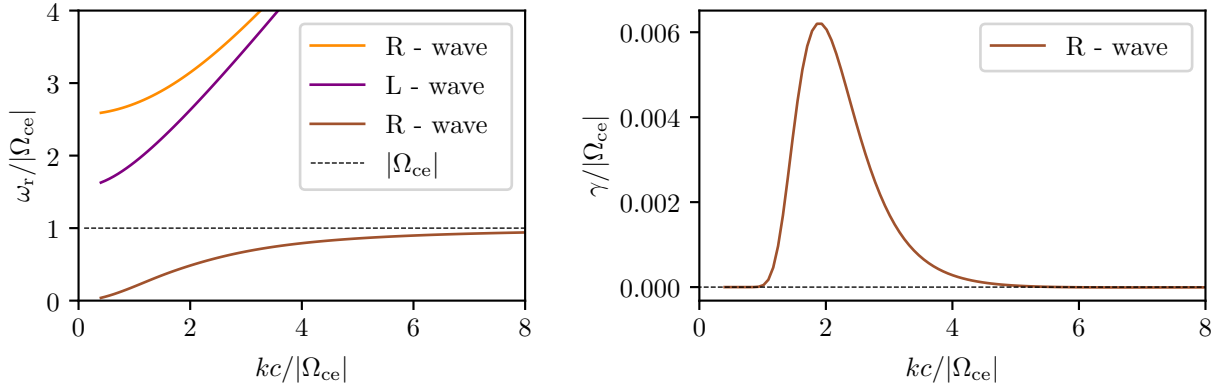 4
3
2
1
0
ωr/|Ωce|
0 2 4 6 8
kc/|Ωce|
R - wave
L - wave
R - wave
|Ωce|
0.006
0.004
0.002
0.000
γ/|Ωce|
0 2 4 6 8
kc/|Ωce|
R - wave